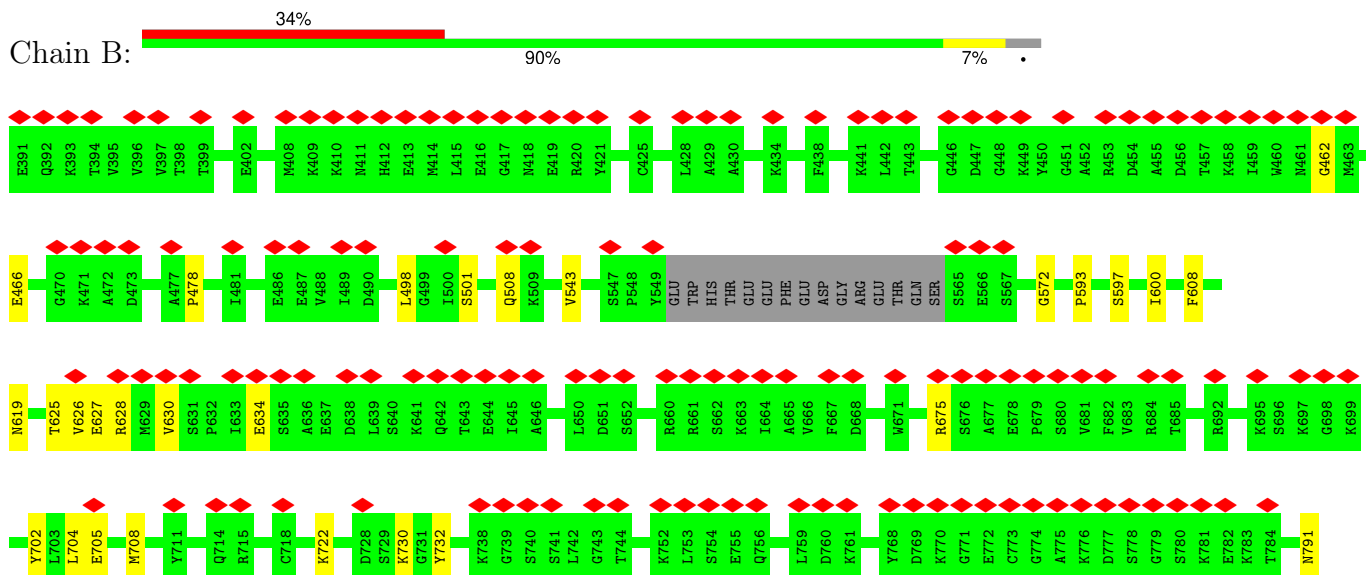 34%
Chain B:
90% 7% •
E391 Q392 K393 T394 V395 V396 V397 T398 T399 E402 M408 K409 K410 N411 H412 E413 M414 L415 E416 G417 N418 E419 R420 Y421 C425 L428 A429 A430 K434 F438 K441 L442 T443 G446 D447 G448 K449 Y450 G451 A452 R453 D454 A455 D456 T457 K458 I459 W460 N461 G462 M463
E466 G470 K471 A472 D473 A477 P478 I481 E486 E487 V488 I489 D490 L498 G499 I500 S501 Q508 K509 V543 S547 P548 Y549 GLU TRP HIS THR GLU GLU PHE GLU ASP GLY ARG GLU THR GLN SER S565 E566 S567 G572 P593 S597 I600 F608
N619 T625 V626 E627 R628 M629 V630 S631 P632 I633 E634 S635 A636 E637 D638 L639 S640 K641 Q642 T643 E644 I645 A646 L650 D651 S652 R660 R661 S662 K663 I664 A665 V666 F667 D668 W671 R675 S676 A677 E678 P679 S680 V681 F682 V683 R684 T685 R692 K695 S696 K697 G698 K699
Y702 L703 L704 E705 M708 Y711 Q714 R715 C718 K722 D728 S729 K730 G731 Y732 K738 G739 S740 S741 L742 G743 T744 K752 L753 S754 E755 Q756 L759 D760 K761 Y768 D769 K770 G771 E772 C773 G774 A775 K776 D777 S778 G779 S780 K781 E782 K783 T784 N791